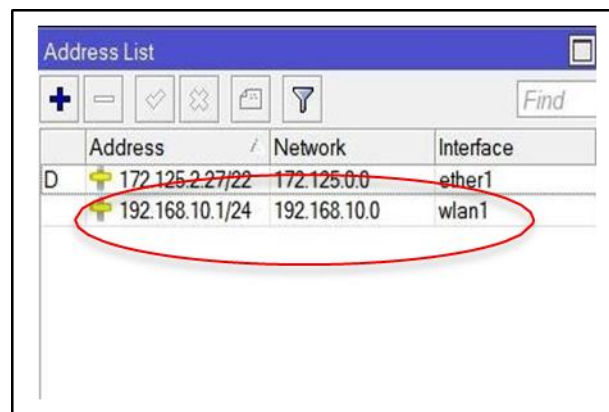 Address List
Find
Address Network Interface
D 172.125.2.27/22 172.125.0.0 ether1
192.168.10.1/24 192.168.10.0 wlan1